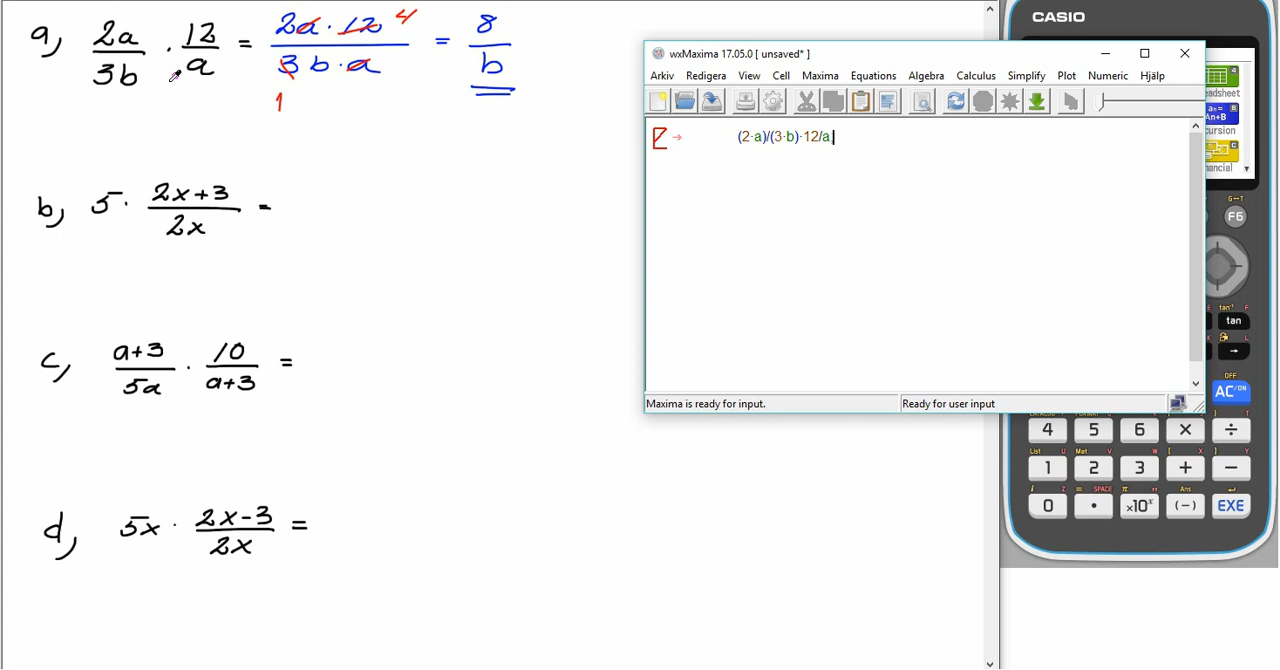 a) 2a/3b · 12/a = 2a · 12 4 / 3 b · a 1 = 8/b
b) 5 · 2x+3/2x =
c) a+3/5a · 10/a+3 =
d) 5x · 2x-3/2x =
wxMaxima 17.05.0 [ unsaved* ]
Arkiv Redigera View Cell Maxima Equations Algebra Calculus Simplify Plot Numeric Hjälp
(2·a)/(3·b)·12/a
Maxima is ready for input. Ready for user input
CASIO
eadsheet
an=
An+B
cursion
nancial
G↔T
F6
tan⁻¹ F
tan
L
→
OFF
AC/ON
4 5 6 × ÷
List U Mat V W X Y
1 2 3 + −
i Z = SPACE π Ans
0 • ×10ˣ (−) EXE